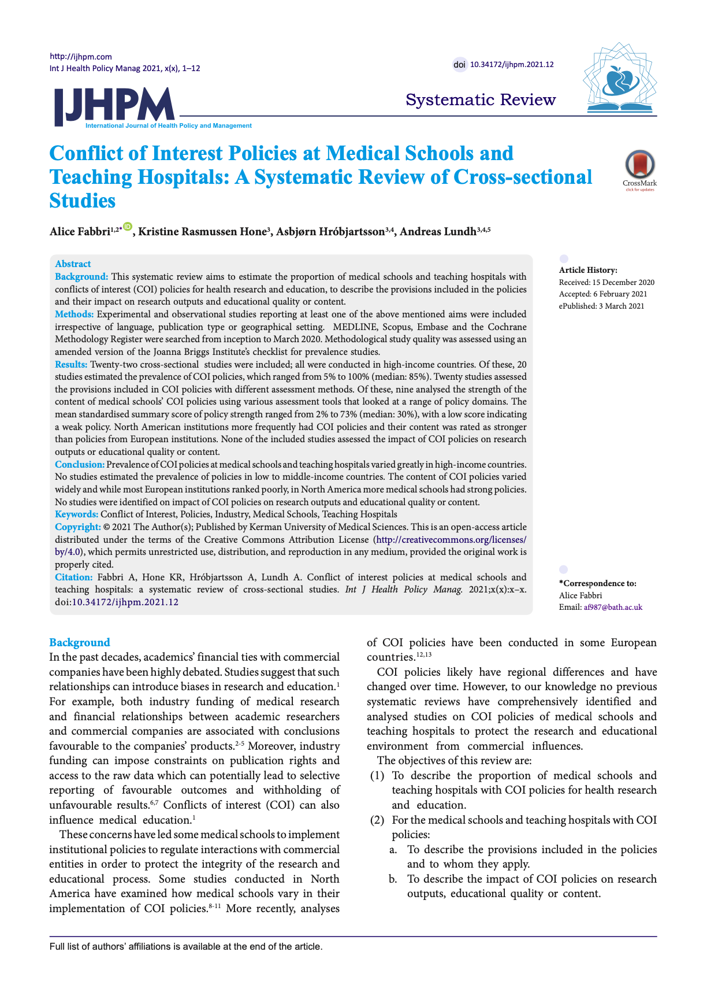 http://ijhpm.com
Int J Health Policy Manag 2021, x(x), 1–12
doi 10.34172/ijhpm.2021.12
IJHPM
International Journal of Health Policy and Management
Systematic Review
Conflict of Interest Policies at Medical Schools and
Teaching Hospitals: A Systematic Review of Cross-sectional
Studies
CrossMark
click for updates
Alice Fabbri1,2* iD, Kristine Rasmussen Hone3, Asbjørn Hróbjartsson3,4, Andreas Lundh3,4,5
Abstract
Background: This systematic review aims to estimate the proportion of medical schools and teaching hospitals with
conflicts of interest (COI) policies for health research and education, to describe the provisions included in the policies
and their impact on research outputs and educational quality or content.
Methods: Experimental and observational studies reporting at least one of the above mentioned aims were included
irrespective of language, publication type or geographical setting. MEDLINE, Scopus, Embase and the Cochrane
Methodology Register were searched from inception to March 2020. Methodological study quality was assessed using an
amended version of the Joanna Briggs Institute's checklist for prevalence studies.
Results: Twenty-two cross-sectional studies were included; all were conducted in high-income countries. Of these, 20
studies estimated the prevalence of COI policies, which ranged from 5% to 100% (median: 85%). Twenty studies assessed
the provisions included in COI policies with different assessment methods. Of these, nine analysed the strength of the
content of medical schools' COI policies using various assessment tools that looked at a range of policy domains. The
mean standardised summary score of policy strength ranged from 2% to 73% (median: 30%), with a low score indicating
a weak policy. North American institutions more frequently had COI policies and their content was rated as stronger
than policies from European institutions. None of the included studies assessed the impact of COI policies on research
outputs or educational quality or content.
Conclusion: Prevalence of COI policies at medical schools and teaching hospitals varied greatly in high-income countries.
No studies estimated the prevalence of policies in low to middle-income countries. The content of COI policies varied
widely and while most European institutions ranked poorly, in North America more medical schools had strong policies.
No studies were identified on impact of COI policies on research outputs and educational quality or content.
Keywords: Conflict of Interest, Policies, Industry, Medical Schools, Teaching Hospitals
Copyright: © 2021 The Author(s); Published by Kerman University of Medical Sciences. This is an open-access article
distributed under the terms of the Creative Commons Attribution License (http://creativecommons.org/licenses/
by/4.0), which permits unrestricted use, distribution, and reproduction in any medium, provided the original work is
properly cited.
Citation: Fabbri A, Hone KR, Hróbjartsson A, Lundh A. Conflict of interest policies at medical schools and
teaching hospitals: a systematic review of cross-sectional studies. Int J Health Policy Manag. 2021;x(x):x–x.
doi:10.34172/ijhpm.2021.12
Article History:
Received: 15 December 2020
Accepted: 6 February 2021
ePublished: 3 March 2021
*Correspondence to:
Alice Fabbri
Email: af987@bath.ac.uk
Background
In the past decades, academics' financial ties with commercial
companies have been highly debated. Studies suggest that such
relationships can introduce biases in research and education.1
For example, both industry funding of medical research
and financial relationships between academic researchers
and commercial companies are associated with conclusions
favourable to the companies' products.2-5 Moreover, industry
funding can impose constraints on publication rights and
access to the raw data which can potentially lead to selective
reporting of favourable outcomes and withholding of
unfavourable results.6,7 Conflicts of interest (COI) can also
influence medical education.1
These concerns have led some medical schools to implement
institutional policies to regulate interactions with commercial
entities in order to protect the integrity of the research and
educational process. Some studies conducted in North
America have examined how medical schools vary in their
implementation of COI policies.8-11 More recently, analyses
of COI policies have been conducted in some European
countries.12,13
COI policies likely have regional differences and have
changed over time. However, to our knowledge no previous
systematic reviews have comprehensively identified and
analysed studies on COI policies of medical schools and
teaching hospitals to protect the research and educational
environment from commercial influences.
The objectives of this review are:
(1) To describe the proportion of medical schools and
teaching hospitals with COI policies for health research
and education.
(2) For the medical schools and teaching hospitals with COI
policies:
a. To describe the provisions included in the policies
and to whom they apply.
b. To describe the impact of COI policies on research
outputs, educational quality or content.
Full list of authors' affiliations is available at the end of the article.